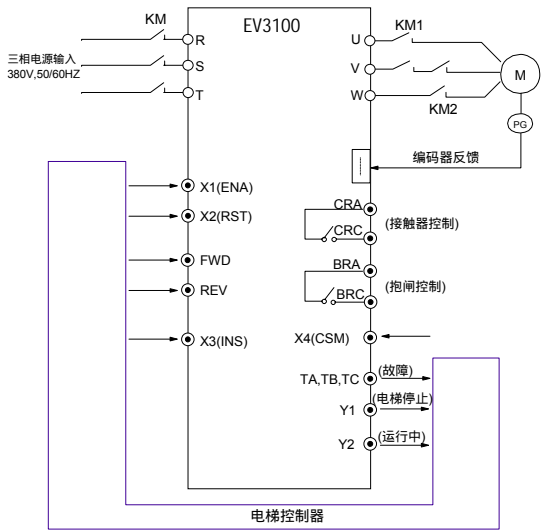 EV3100
KM
R
三相电源输入
380V,50/60HZ
S
T
U
KM1
V
M
W
KM2
PG
编码器反馈
X1(ENA)
X2(RST)
FWD
REV
X3(INS)
CRA
CRC
(接触器控制)
BRA
BRC
(抱闸控制)
X4(CSM)
TA,TB,TC
(故障)
Y1
(电梯停止)
Y2
(运行中)
电梯控制器